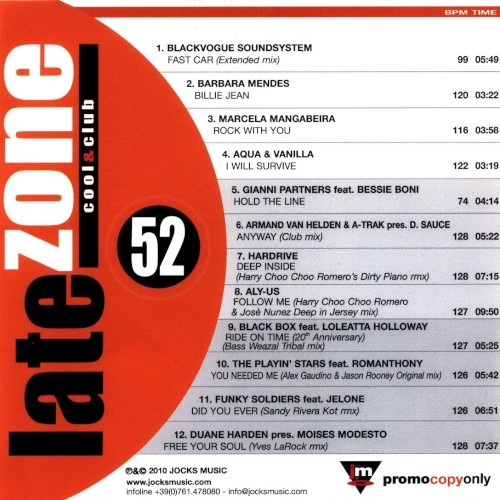 BPM TIME
latezone
cool&club
52
1. BLACKVOGUE SOUNDSYSTEM
FAST CAR (Extended mix) 99 05:49
2. BARBARA MENDES
BILLIE JEAN 120 03:22
3. MARCELA MANGABEIRA
ROCK WITH YOU 116 03:58
4. AQUA & VANILLA
I WILL SURVIVE 122 03:19
5. GIANNI PARTNERS feat. BESSIE BONI
HOLD THE LINE 74 04:14
6. ARMAND VAN HELDEN & A-TRAK pres. D. SAUCE
ANYWAY (Club mix) 128 05:22
7. HARDRIVE
DEEP INSIDE
(Harry Choo Choo Romero's Dirty Piano rmx) 128 07:15
8. ALY-US
FOLLOW ME (Harry Choo Choo Romero
& Josè Nunez Deep in Jersey mix) 127 09:50
9. BLACK BOX feat. LOLEATTA HOLLOWAY
RIDE ON TIME (20th Anniversary)
(Bass Weazal Tribal mix) 127 05:25
10. THE PLAYIN' STARS feat. ROMANTHONY
YOU NEEDED ME (Alex Gaudino & Jason Rooney Original mix) 126 05:42
11. FUNKY SOLDIERS feat. JELONE
DID YOU EVER (Sandy Rivera Kot rmx) 126 06:51
12. DUANE HARDEN pres. MOISES MODESTO
FREE YOUR SOUL (Yves LaRock rmx) 128 07:37
℗&© 2010 JOCKS MUSIC
www.jocksmusic.com
infoline +39(0)761.478080 - info@jocksmusic.com
jm
promocopyonly